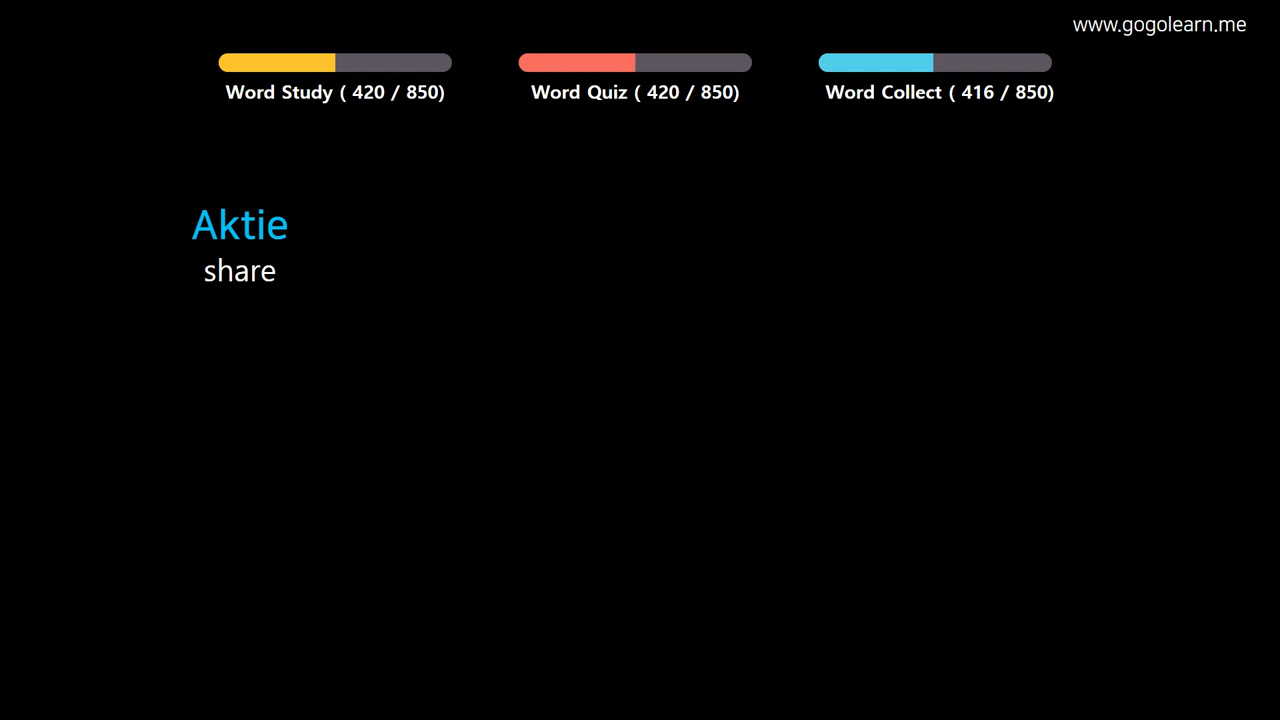 www.gogolearn.me
Word Study ( 420 / 850)
Word Quiz ( 420 / 850)
Word Collect ( 416 / 850)
Aktie
share